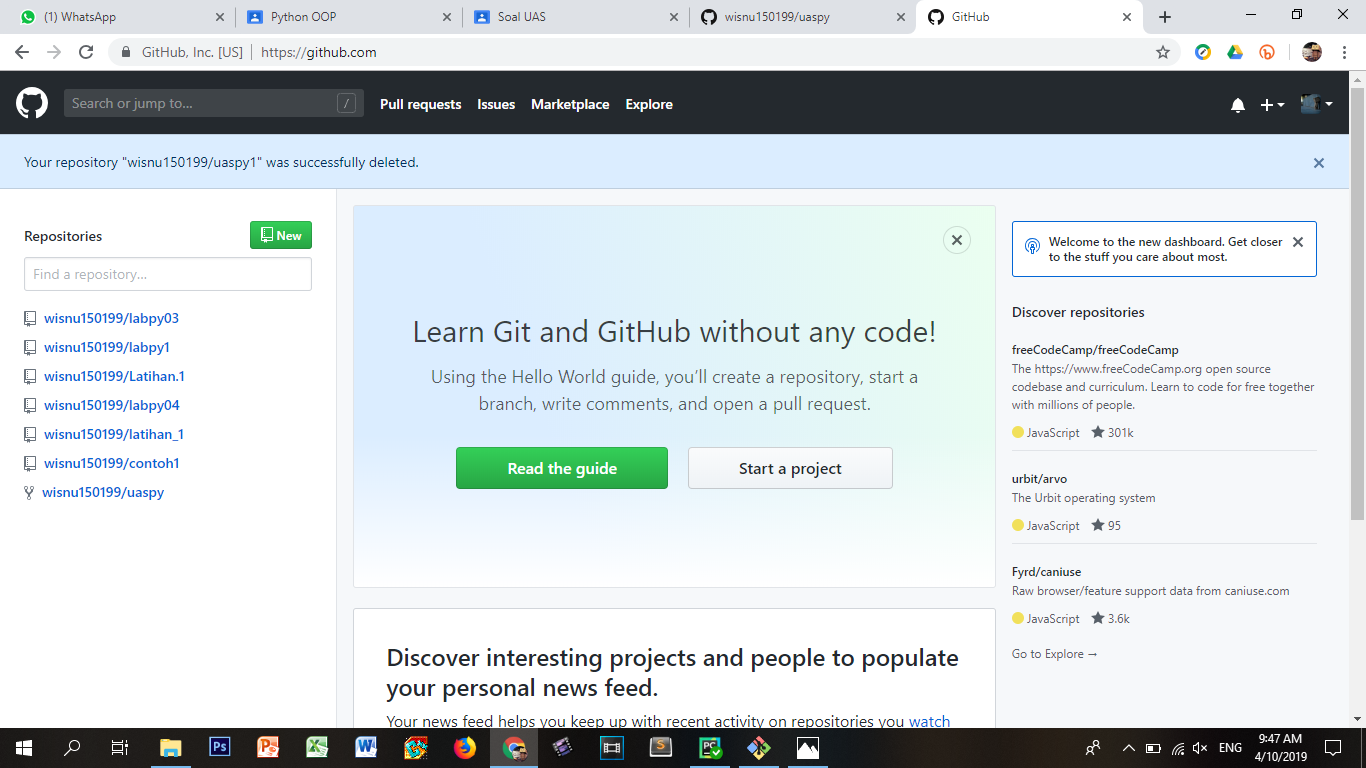 (1) WhatsApp
Python OOP
Soal UAS
wisnu150199/uaspy
GitHub
GitHub, Inc. [US]
https://github.com
Search or jump to...
/
Pull requests
Issues
Marketplace
Explore
Your repository "wisnu150199/uaspy1" was successfully deleted.
Repositories
New
Find a repository...
wisnu150199/labpy03
wisnu150199/labpy1
wisnu150199/Latihan.1
wisnu150199/labpy04
wisnu150199/latihan_1
wisnu150199/contoh1
wisnu150199/uaspy
Learn Git and GitHub without any code!
Using the Hello World guide, you’ll create a repository, start a
branch, write comments, and open a pull request.
Read the guide
Start a project
Discover interesting projects and people to populate
your personal news feed.
Your news feed helps you keep up with recent activity on repositories you watch
Welcome to the new dashboard. Get closer
to the stuff you care about most.
Discover repositories
freeCodeCamp/freeCodeCamp
The https://www.freeCodeCamp.org open source
codebase and curriculum. Learn to code for free together
with millions of people.
JavaScript
301k
urbit/arvo
The Urbit operating system
JavaScript
95
Fyrd/caniuse
Raw browser/feature support data from caniuse.com
JavaScript
3.6k
Go to Explore →
Ps
PC
S
ENG
9:47 AM
4/10/2019